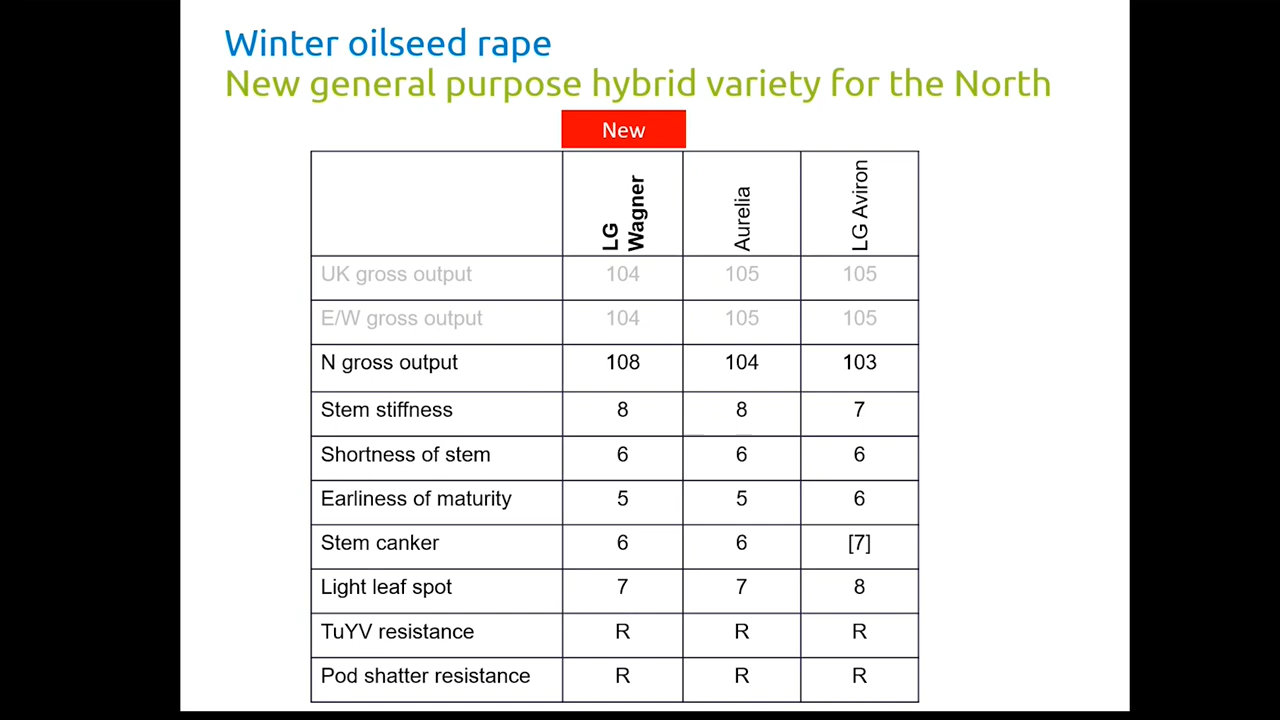 Winter oilseed rape
New general purpose hybrid variety for the North
New
LG Wagner Aurelia LG Aviron
UK gross output 104 105 105
E/W gross output 104 105 105
N gross output 108 104 103
Stem stiffness 8 8 7
Shortness of stem 6 6 6
Earliness of maturity 5 5 6
Stem canker 6 6 [7]
Light leaf spot 7 7 8
TuYV resistance R R R
Pod shatter resistance R R R